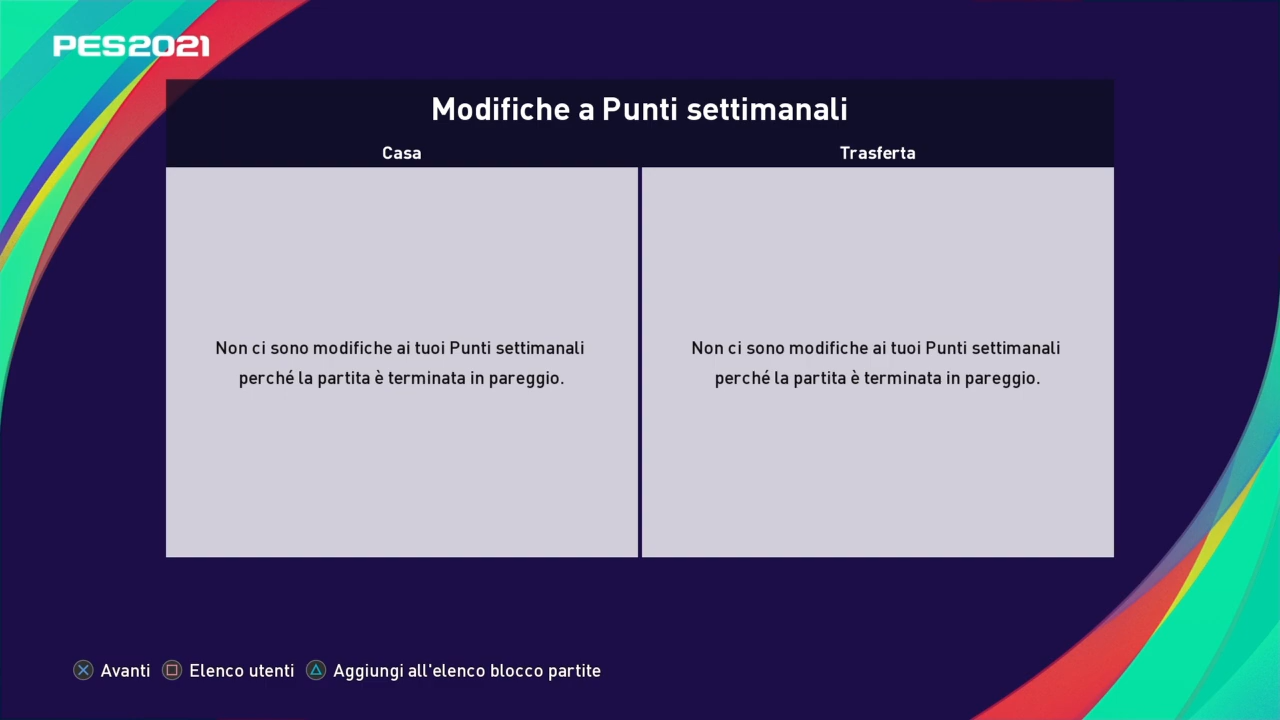 PES2021
Modifiche a Punti settimanali
Casa
Trasferta
Non ci sono modifiche ai tuoi Punti settimanali
perché la partita è terminata in pareggio.
Non ci sono modifiche ai tuoi Punti settimanali
perché la partita è terminata in pareggio.
Avanti Elenco utenti Aggiungi all'elenco blocco partite